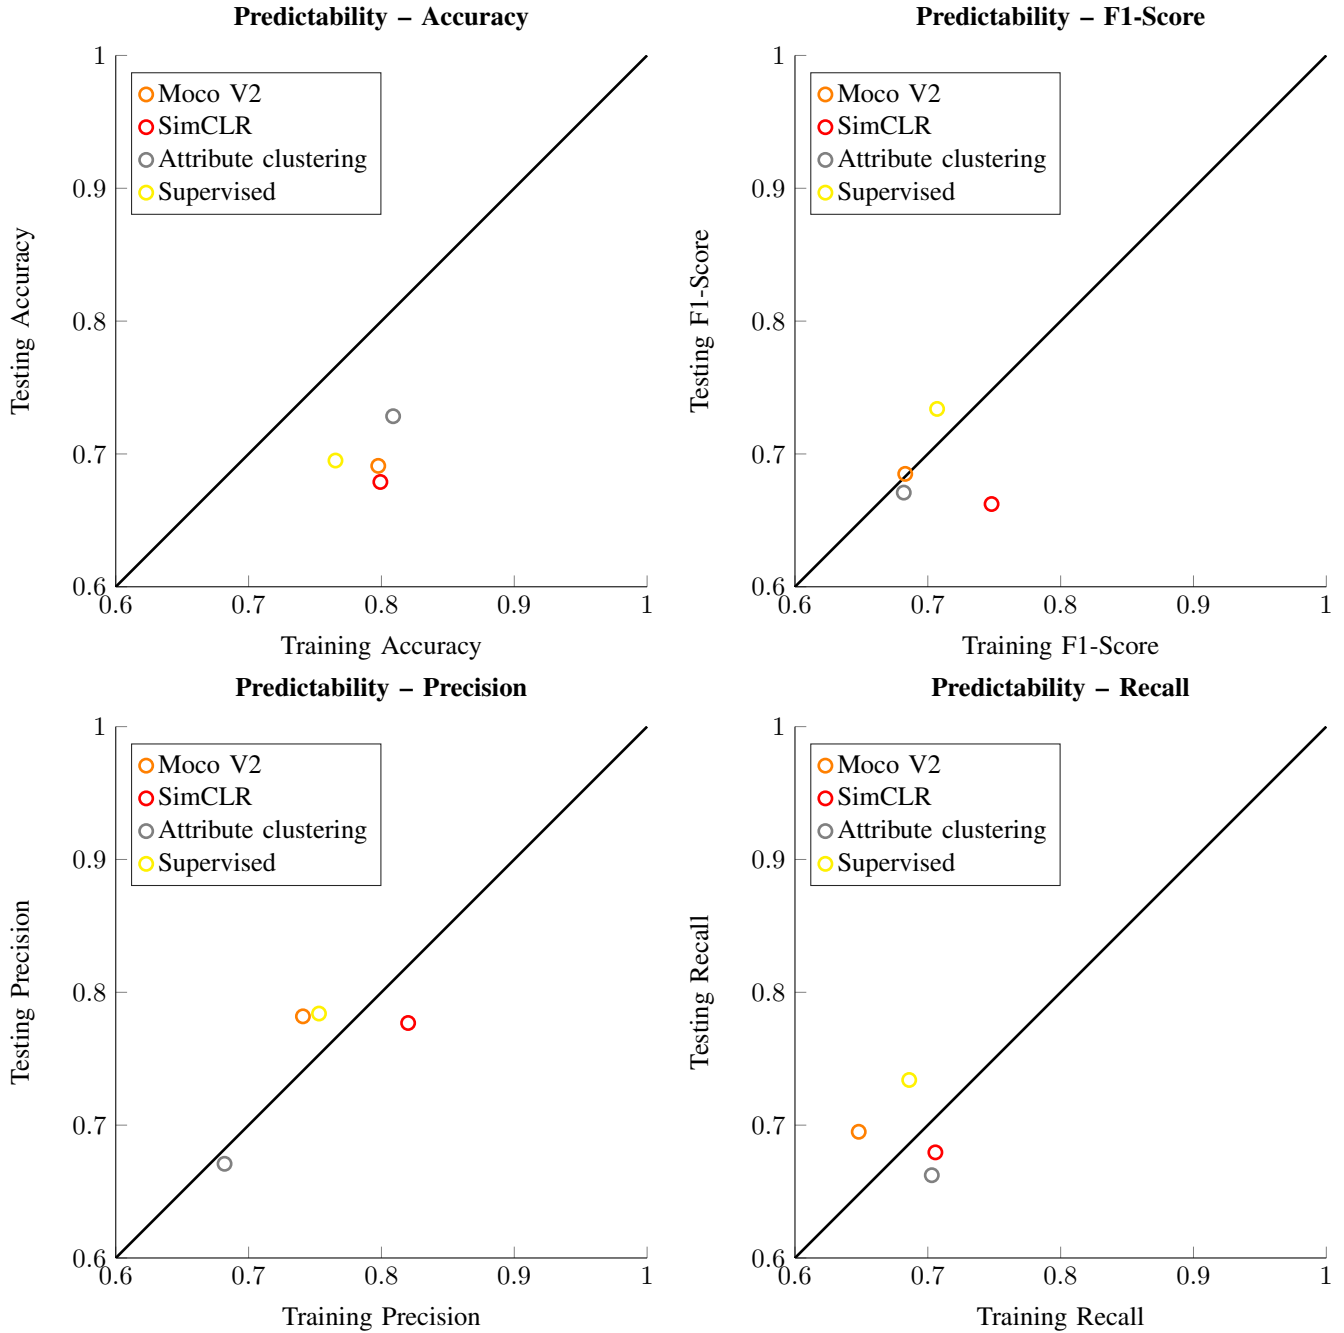 Predictability – Accuracy
1
0.9
0.8
0.7
0.6
Testing Accuracy
Moco V2
SimCLR
Attribute clustering
Supervised
0.6 0.7 0.8 0.9 1
Training Accuracy
Predictability – F1-Score
1
0.9
0.8
0.7
0.6
Testing F1-Score
Moco V2
SimCLR
Attribute clustering
Supervised
0.6 0.7 0.8 0.9 1
Training F1-Score
Predictability – Precision
1
0.9
0.8
0.7
0.6
Testing Precision
Moco V2
SimCLR
Attribute clustering
Supervised
0.6 0.7 0.8 0.9 1
Training Precision
Predictability – Recall
1
0.9
0.8
0.7
0.6
Testing Recall
Moco V2
SimCLR
Attribute clustering
Supervised
0.6 0.7 0.8 0.9 1
Training Recall